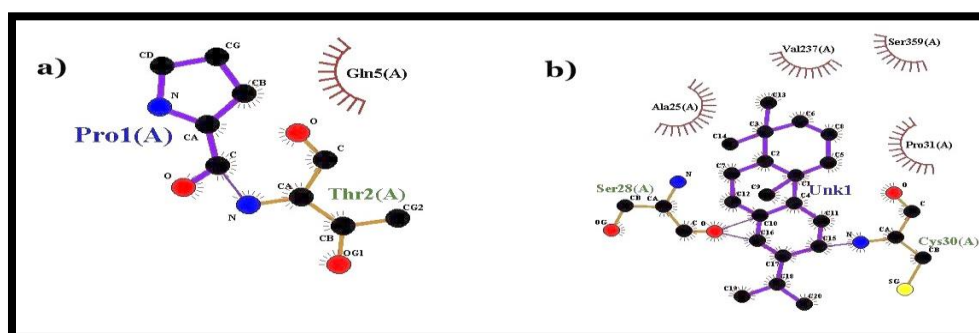 a)
CD
CG
CB
N
Gln5(A)
Pro1(A)
CA
O
C
O
C
CA
Thr2(A)
N
CG2
CB
OG1
b)
Val237(A)
Ser359(A)
Ala25(A)
C13
C6
C3
C8
C14
C2
C5
Pro31(A)
C7
C1
Ser28(A)
N
C9
Unk1
O
C12
C4
CB
CA
C10
C11
C
OG
C
O
C16
C15
N
CA
Cys30(A)
C17
CB
C18
SG
C19
C20